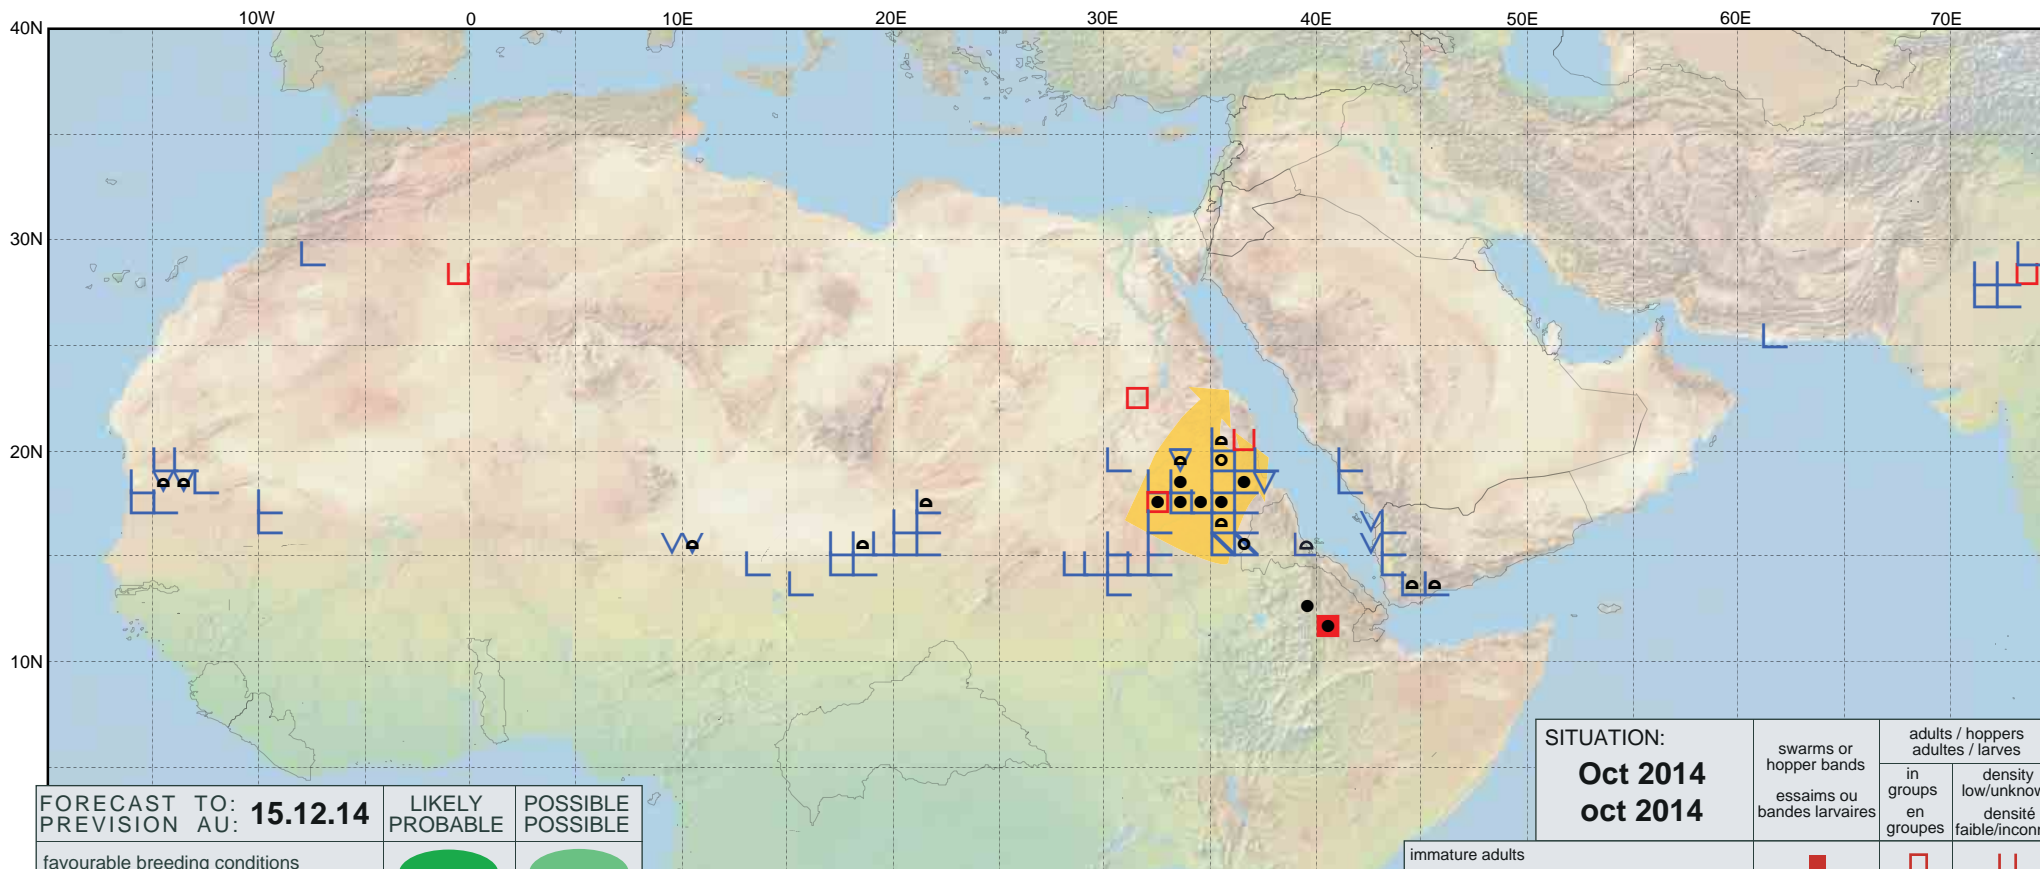 10W 0 10E 20E 30E 40E 50E 60E 70E
40N
30N
20N
10N
FORECAST TO: 15.12.14
PREVISION AU:
LIKELY
PROBABLE
POSSIBLE
POSSIBLE
favourable breeding conditions
SITUATION:
Oct 2014
oct 2014
swarms or
hopper bands
essaims ou
bandes larvaires
adults / hoppers
adultes / larves
in
groups
en
groupes
density
low/unknow
densité
faible/inconn
immature adults